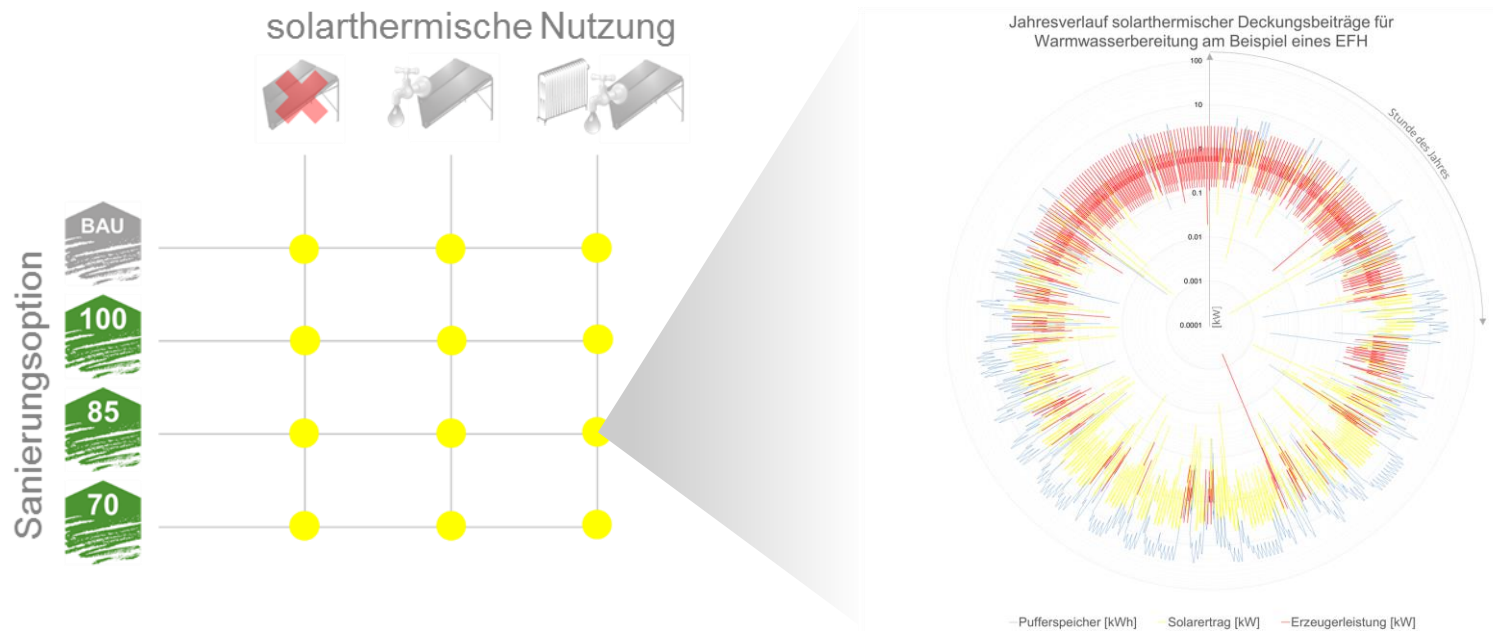 solarthermische Nutzung
Sanierungsoption
BAU
100
85
70
Jahresverlauf solarthermischer Deckungsbeiträge für
Warmwasserbereitung am Beispiel eines EFH
100
10
1
0.1
0.01
0.001
0.0001
[kW]
Stunde des Jahres
Pufferspeicher [kWh] Solarertrag [kW] Erzeugerleistung [kW]